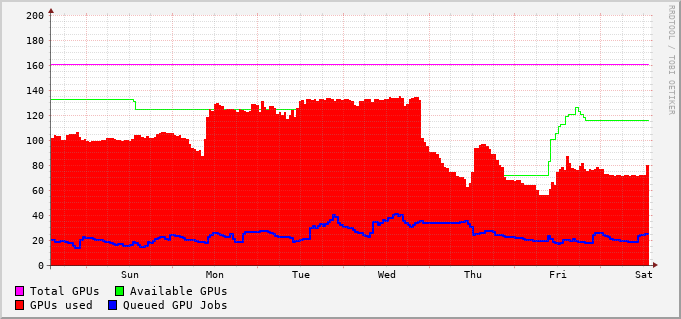 200
180
160
140
120
100
80
60
40
20
0
Sun Mon Tue Wed Thu Fri Sat
Total GPUs Available GPUs
GPUs used Queued GPU Jobs
RRDTOOL / TOBI OETIKER